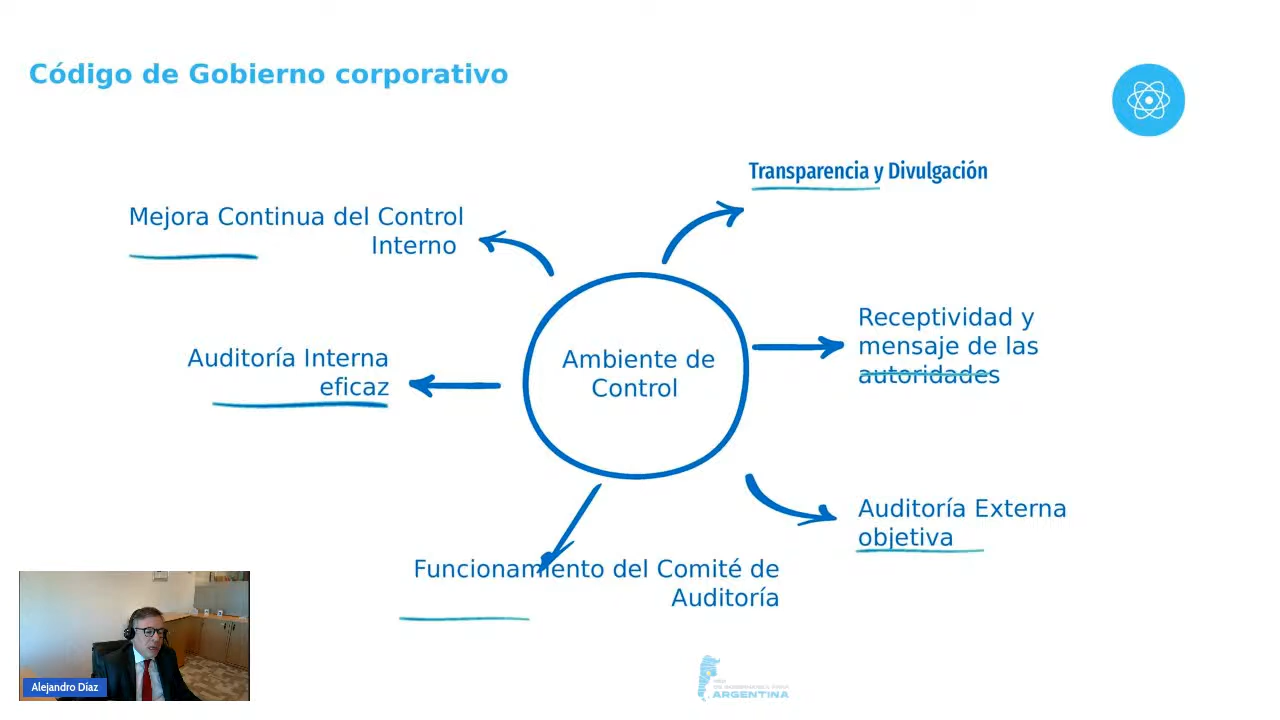 Código de Gobierno corporativo
Transparencia y Divulgación
Mejora Continua del Control
Interno
Receptividad y
mensaje de las
autoridades
Auditoría Interna
eficaz
Ambiente de
Control
Auditoría Externa
objetiva
Funcionamiento del Comité de
Auditoría
Alejandro Díaz
ARGENTINA